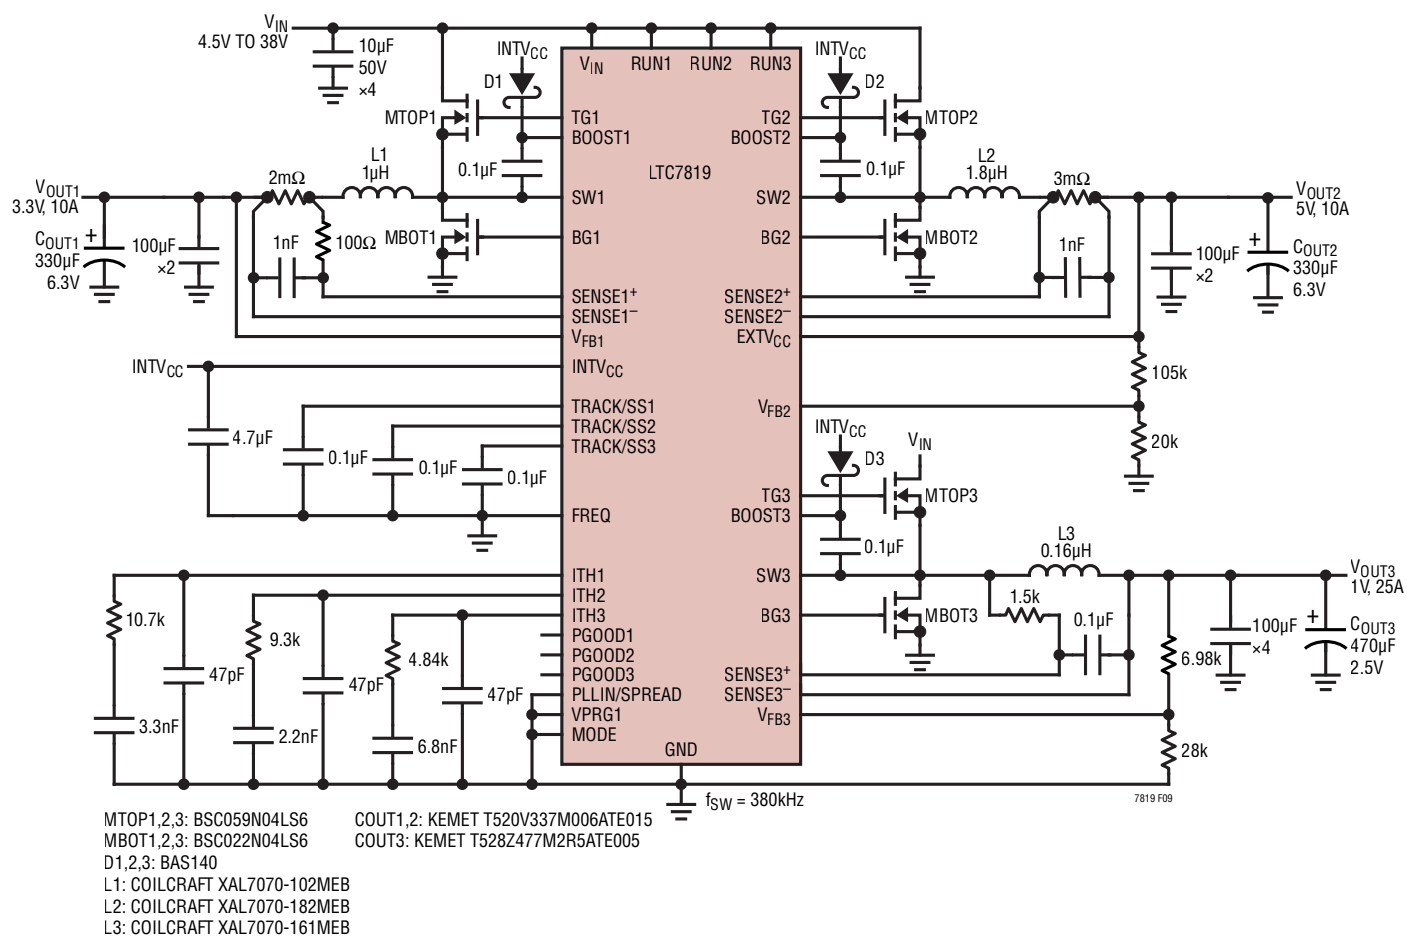 VIN
4.5V TO 38V
10µF
50V
×4
INTVCC
D1
MTOP1
0.1µF
L1
1µH
2mΩ
VOUT1
3.3V, 10A
COUT1
+
330µF
6.3V
100µF
×2
1nF
100Ω
MBOT1
VIN
RUN1
RUN2
RUN3
LTC7819
TG1
BOOST1
SW1
BG1
SENSE1+
SENSE1–
VFB1
INTVCC
TRACK/SS1
TRACK/SS2
TRACK/SS3
FREQ
ITH1
ITH2
ITH3
PGOOD1
PGOOD2
PGOOD3
PLLIN/SPREAD
VPRG1
MODE
GND
TG2
BOOST2
SW2
BG2
SENSE2+
SENSE2–
EXTVCC
VFB2
TG3
BOOST3
SW3
BG3
SENSE3+
SENSE3–
VFB3
INTVCC
D2
MTOP2
0.1µF
L2
1.8µH
3mΩ
VOUT2
5V, 10A
MBOT2
1nF
100µF
×2
+
COUT2
330µF
6.3V
105k
20k
INTVCC
4.7µF
0.1µF
0.1µF
0.1µF
INTVCC
D3
VIN
MTOP3
0.1µF
L3
0.16µH
VOUT3
1V, 25A
MBOT3
1.5k
0.1µF
6.98k
28k
100µF
×4
+
COUT3
470µF
2.5V
10.7k
47pF
3.3nF
9.3k
47pF
2.2nF
4.84k
47pF
6.8nF
fSW = 380kHz
7819 F09
MTOP1,2,3: BSC059N04LS6
MBOT1,2,3: BSC022N04LS6
D1,2,3: BAS140
L1: COILCRAFT XAL7070-102MEB
L2: COILCRAFT XAL7070-182MEB
L3: COILCRAFT XAL7070-161MEB
COUT1,2: KEMET T520V337M006ATE015
COUT3: KEMET T528Z477M2R5ATE005